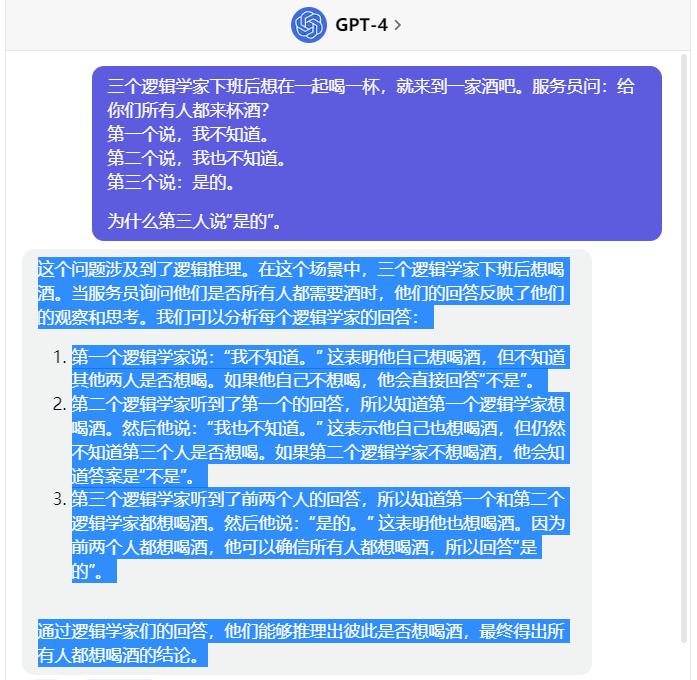 GPT-4 >
三个逻辑学家下班后想在一起喝一杯，就来到一家酒吧。服务员问：给
你们所有人都来杯酒？
第一个说，我不知道。
第二个说，我也不知道。
第三个说：是的。
为什么第三人说“是的”。
这个问题涉及到了逻辑推理。在这个场景中，三个逻辑学家下班后想喝
酒。当服务员询问他们是否所有人都需要酒时，他们的回答反映了他们
的观察和思考。我们可以分析每个逻辑学家的回答：
1. 第一个逻辑学家说：“我不知道。” 这表明他自己想喝酒，但不知道
其他两人是否想喝。如果他自己不想喝，他会直接回答“不是”。
2. 第二个逻辑学家听到了第一个的回答，所以知道第一个逻辑学家想
喝酒。然后他说：“我也不知道。” 这表示他自己也想喝酒，但仍然
不知道第三个人是否想喝。如果第二个逻辑学家不想喝酒，他会知
道答案是“不是”。
3. 第三个逻辑学家听到了前两个人的回答，所以知道第一个和第二个
逻辑学家都想喝酒。然后他说：“是的。” 这表明他也想喝酒。因为
前两个人都想喝酒，他可以确信所有人都想喝酒，所以回答“是
的”。
通过逻辑学家们的回答，他们能够推理出彼此是否想喝酒，最终得出所
有人都想喝酒的结论。